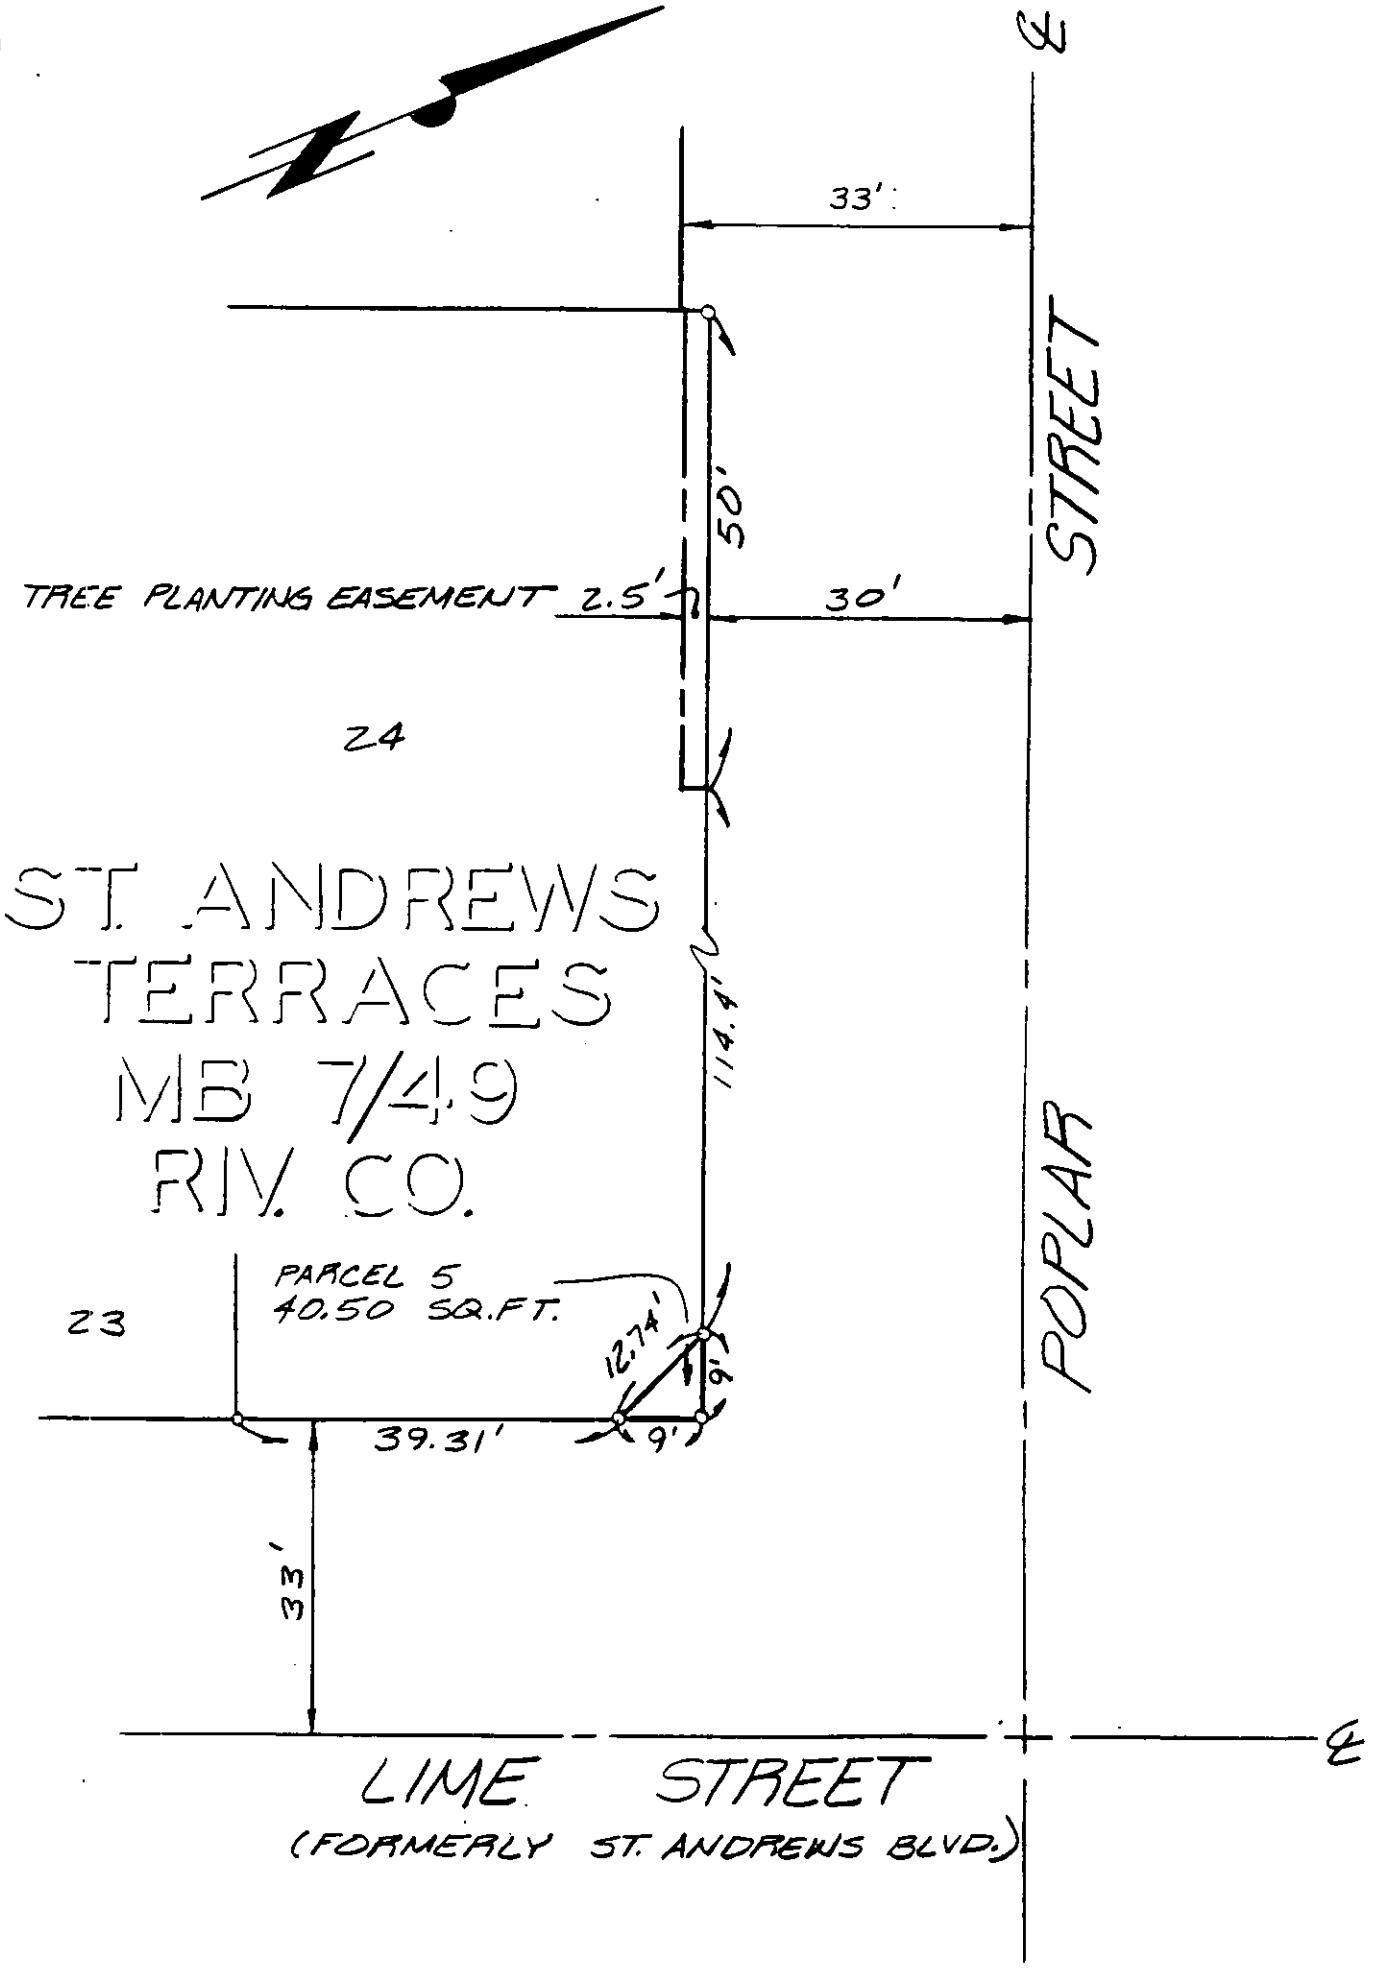 N
℄
33'
STREET
50'
TREE PLANTING EASEMENT 2.5'
30'
24
ST. ANDREWS
TERRACES
MB 7/49
RIV. CO.
114.4'
POPLAR
PARCEL 5
40.50 SQ.FT.
23
12.74'
9'
39.31'
9'
33'
℄
LIME STREET
(FORMERLY ST. ANDREWS BLVD.)